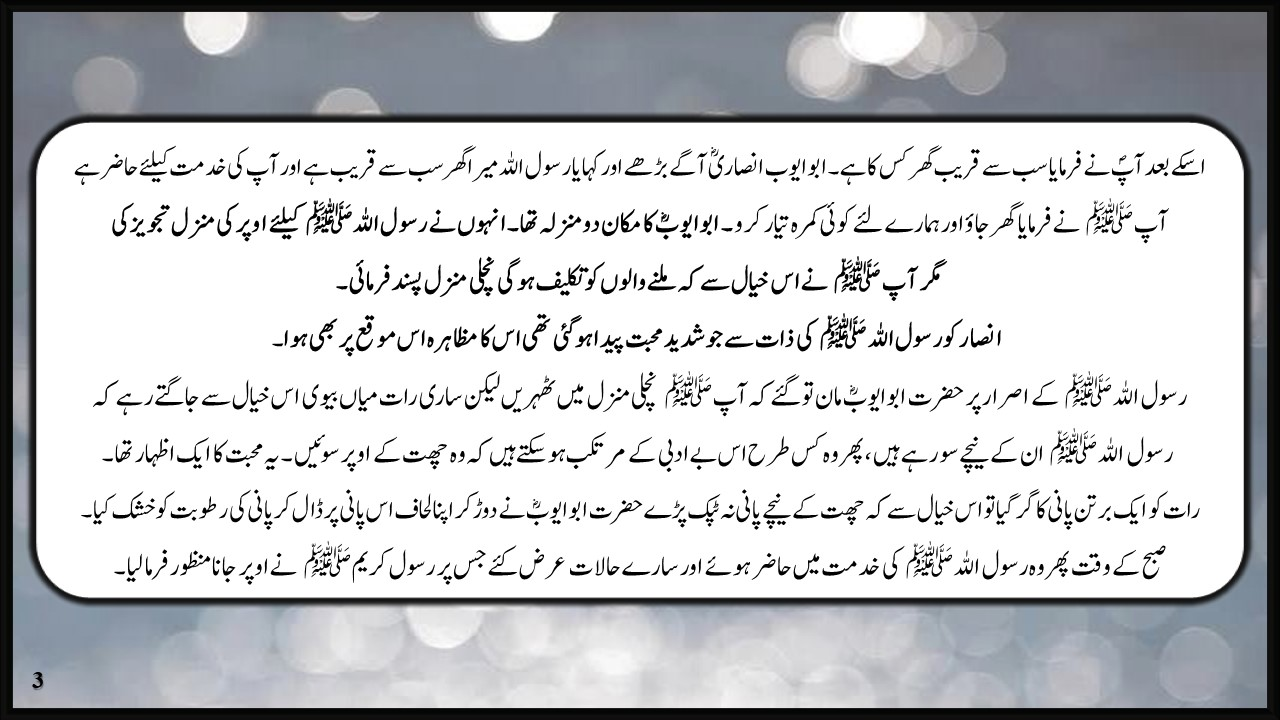 اسکے بعد آپؐ نے فرمایا سب سے قریب گھر کس کا ہے۔ ابو ایوب انصاریؓ آگے بڑھے اور کہا یا رسول اللہ میرا گھر سب سے قریب ہے اور آپ کی خدمت کیلئے حاضر ہے
آپ ﷺ نے فرمایا گھر جاؤ اور ہمارے لئے کوئی کمرہ تیار کرو۔ ابو ایوبؓ کا مکان دو منزلہ تھا۔ انہوں نے رسول اللہ ﷺ کیلئے اوپر کی منزل تجویز کی
مگر آپ ﷺ نے اس خیال سے کہ ملنے والوں کو تکلیف ہوگی نچلی منزل پسند فرمائی۔
انصار کو رسول اللہ ﷺ کی ذات سے جو شدید محبت پیدا ہوگئی تھی اس کا مظاہرہ اس موقع پر بھی ہوا۔
رسول اللہ ﷺ کے اصرار پر حضرت ابو ایوبؓ مان تو گئے کہ آپ ﷺ نچلی منزل میں ٹھہریں لیکن ساری رات میاں بیوی اس خیال سے جاگتے رہے کہ
رسول اللہ ﷺ ان کے نیچے سو رہے ہیں، پھر وہ کس طرح اس بے ادبی کے مرتکب ہو سکتے ہیں کہ وہ چھت کے اوپر سوئیں۔ یہ محبت کا ایک اظہار تھا۔
رات کو ایک برتن پانی کا گر گیا تو اس خیال سے کہ چھت کے نیچے پانی نہ ٹپک پڑے حضرت ابو ایوبؓ نے دوڑ کر اپنا لحاف اس پانی پر ڈال کر پانی کی رطوبت کو خشک کیا۔
صبح کے وقت پھر وہ رسول اللہ ﷺ کی خدمت میں حاضر ہوئے اور سارے حالات عرض کئے جس پر رسول کریم ﷺ نے اوپر جانا منظور فرما لیا۔
3